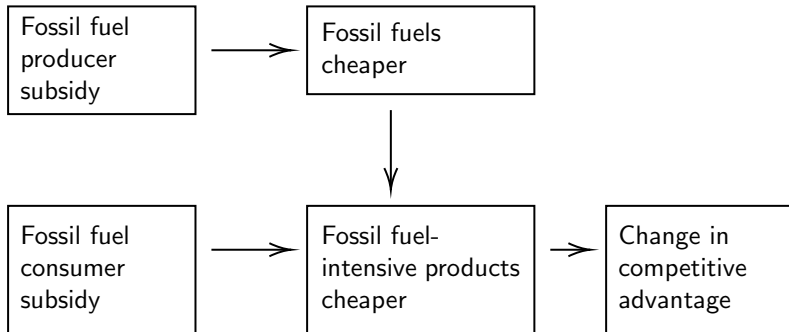 Fossil fuel
producer
subsidy
Fossil fuels
cheaper
Fossil fuel
consumer
subsidy
Fossil fuel-
intensive products
cheaper
Change in
competitive
advantage